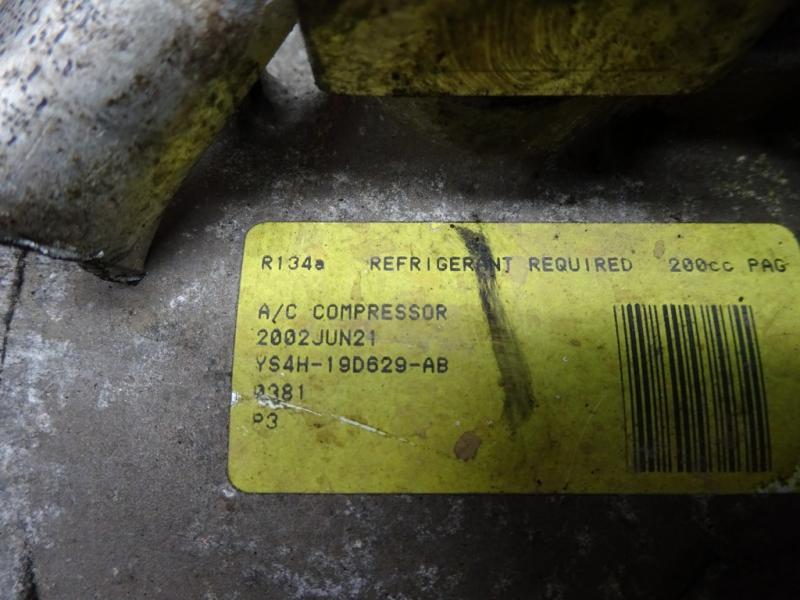 R134a REFRIGERANT REQUIRED 200cc PAG
A/C COMPRESSOR
2002JUN21
YS4H-19D629-AB
0381
P3